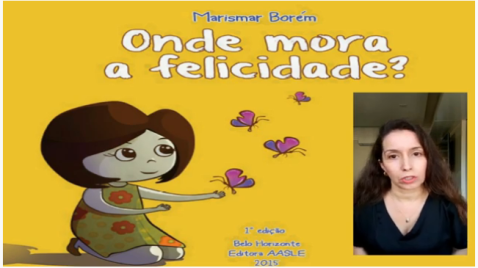 Marismar Borém
Onde mora
a felicidade?
1ª edição
Belo Horizonte
Editora AASLE
2015